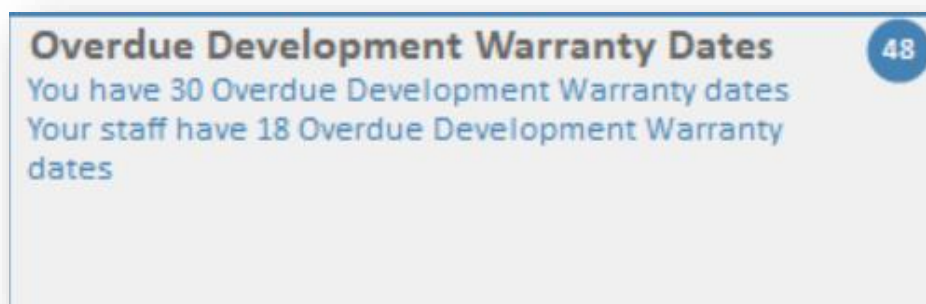 Overdue Development Warranty Dates
48
You have 30 Overdue Development Warranty dates
Your staff have 18 Overdue Development Warranty
dates